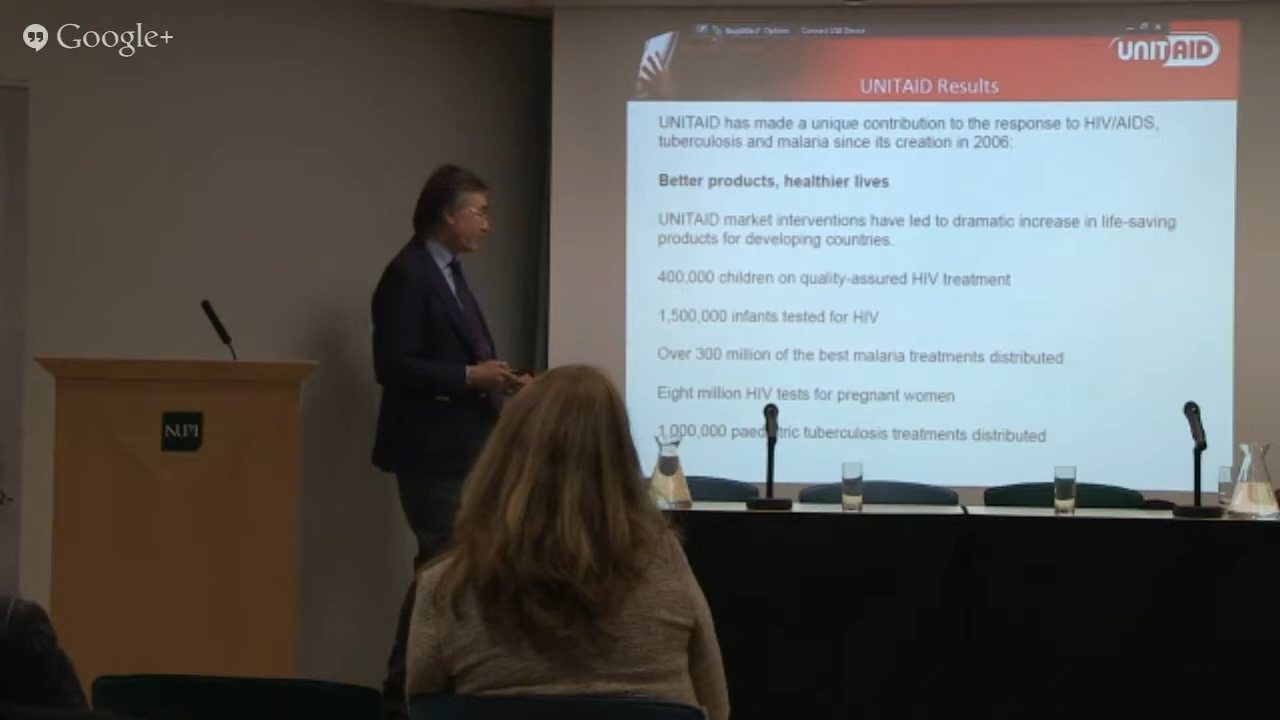 Google+
Options
UNITAID
UNITAID Results
UNITAID has made a unique contribution to the response to HIV/AIDS,
tuberculosis and malaria since its creation in 2006:
Better products, healthier lives
UNITAID market interventions have led to dramatic increase in life-saving
products for developing countries.
400,000 children on quality-assured HIV treatment
1,500,000 infants tested for HIV
Over 300 million of the best malaria treatments distributed
Eight million HIV tests for pregnant women
1,000,000 paediatric tuberculosis treatments distributed
NUPI